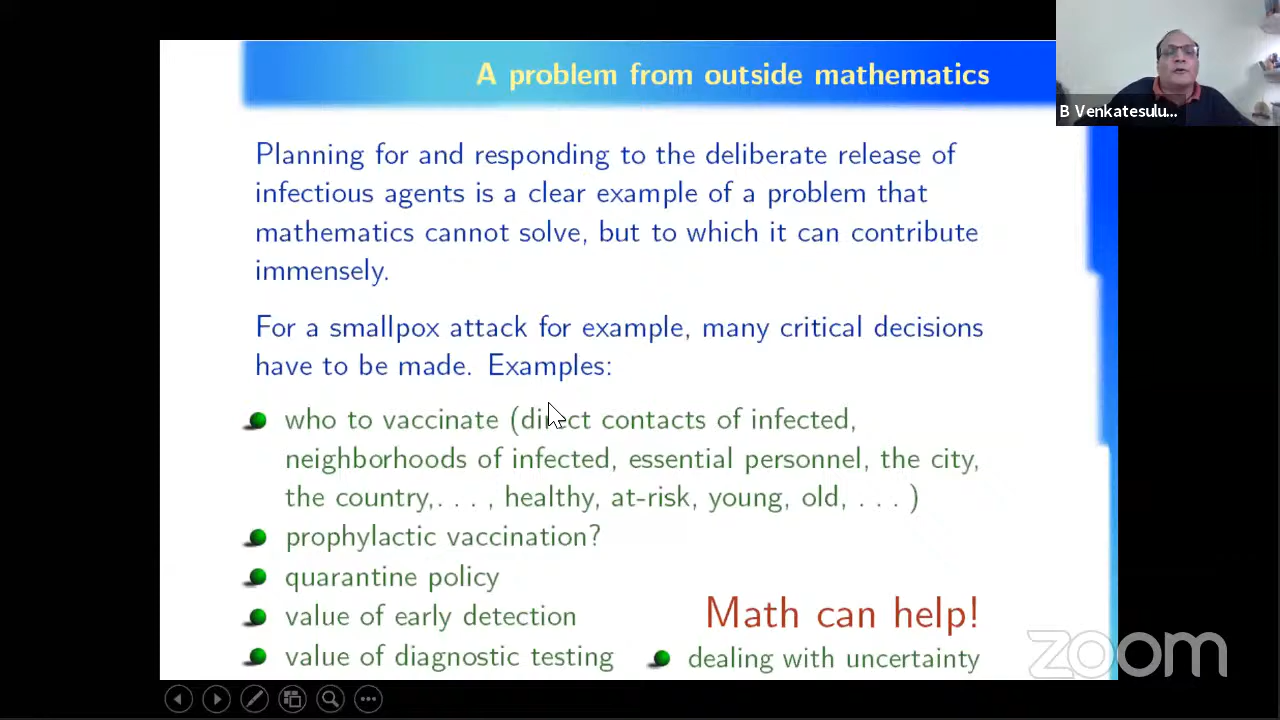 A problem from outside mathematics
B Venkatesulu...
Planning for and responding to the deliberate release of
infectious agents is a clear example of a problem that
mathematics cannot solve, but to which it can contribute
immensely.
For a smallpox attack for example, many critical decisions
have to be made. Examples:
who to vaccinate (direct contacts of infected,
neighborhoods of infected, essential personnel, the city,
the country,. . . , healthy, at-risk, young, old, . . . )
prophylactic vaccination?
quarantine policy
value of early detection
Math can help!
value of diagnostic testing
dealing with uncertainty
zoom